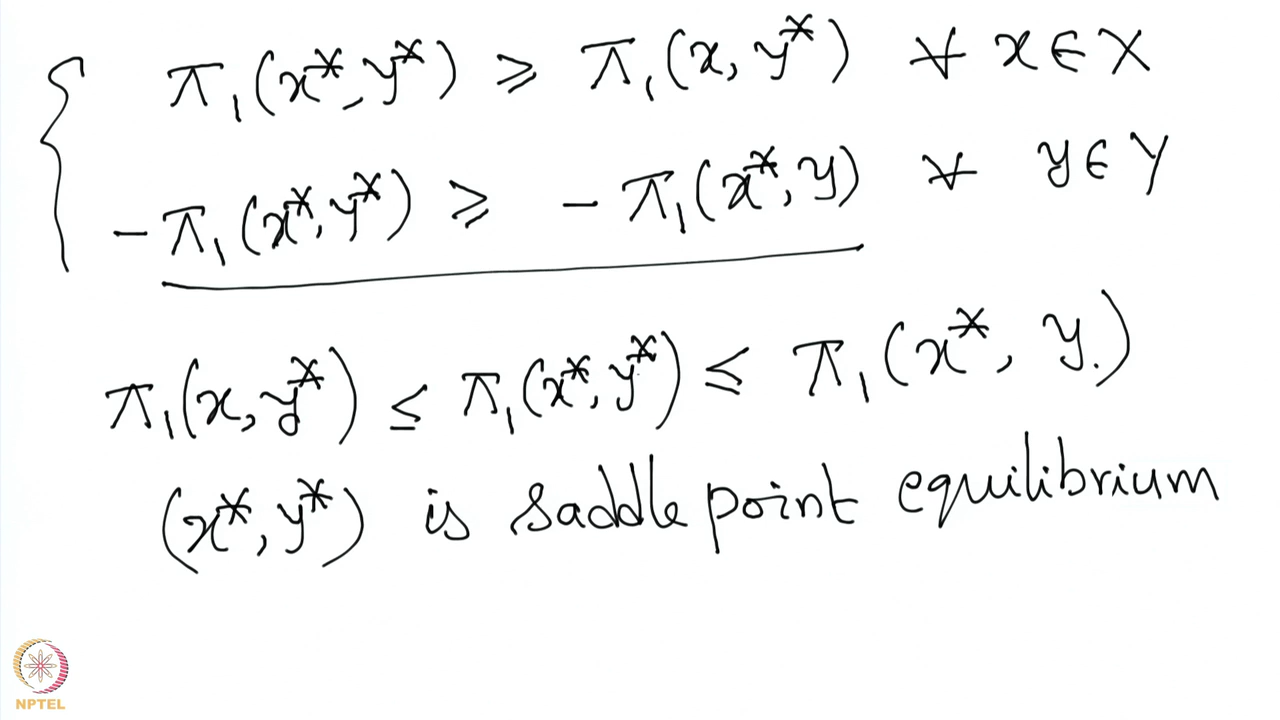 π₁(x*, y*) ⩾ π₁(x, y*) ∀ x ∈ X
-π₁(x*, y*) ⩾ -π₁(x*, y) ∀ y ∈ Y
π₁(x, y*) ≤ π₁(x*, y*) ≤ π₁(x*, y.)
(x*, y*) is saddle point equilibrium
NPTEL